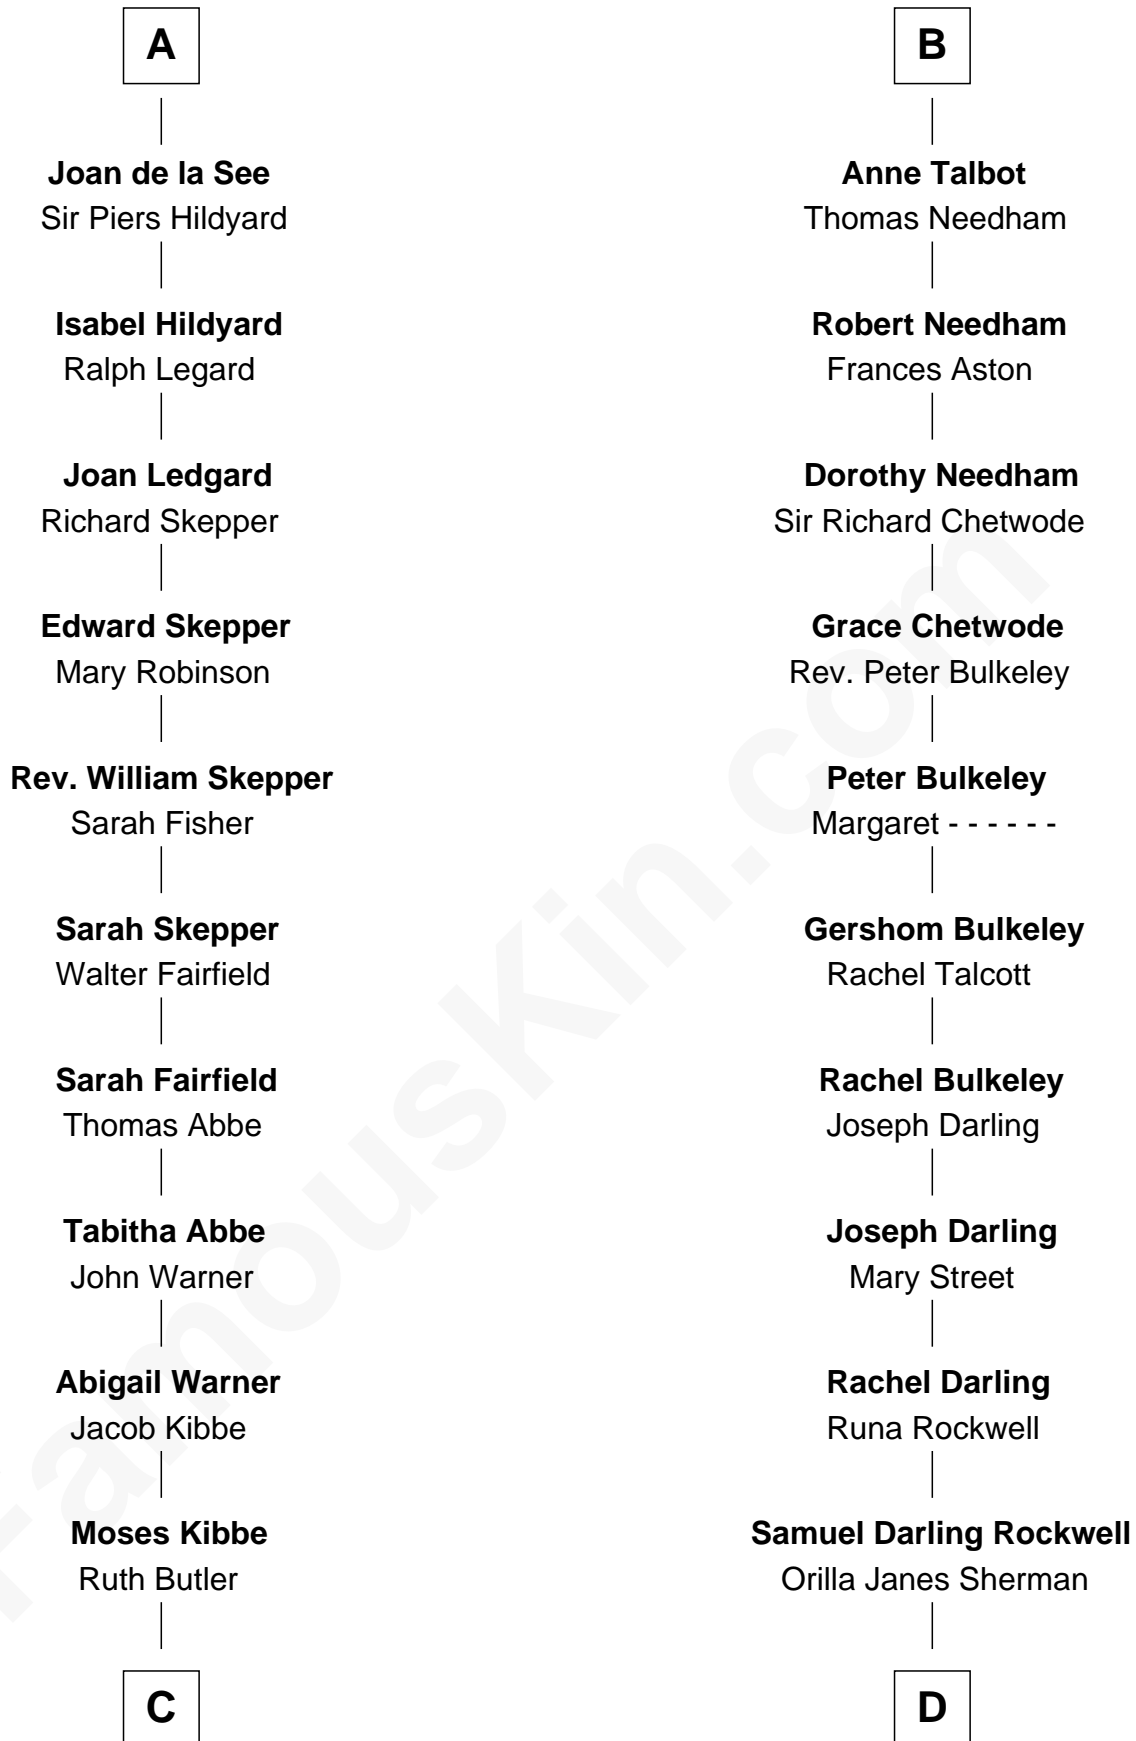 A
Joan de la See
Sir Piers Hildyard
Isabel Hildyard
Ralph Legard
Joan Ledgard
Richard Skepper
Edward Skepper
Mary Robinson
Rev. William Skepper
Sarah Fisher
Sarah Skepper
Walter Fairfield
Sarah Fairfield
Thomas Abbe
Tabitha Abbe
John Warner
Abigail Warner
Jacob Kibbe
Moses Kibbe
Ruth Butler
C
B
Anne Talbot
Thomas Needham
Robert Needham
Frances Aston
Dorothy Needham
Sir Richard Chetwode
Grace Chetwode
Rev. Peter Bulkeley
Peter Bulkeley
Margaret - - - - - -
Gershom Bulkeley
Rachel Talcott
Rachel Bulkeley
Joseph Darling
Joseph Darling
Mary Street
Rachel Darling
Runa Rockwell
Samuel Darling Rockwell
Orilla Janes Sherman
D
FamousKin.com